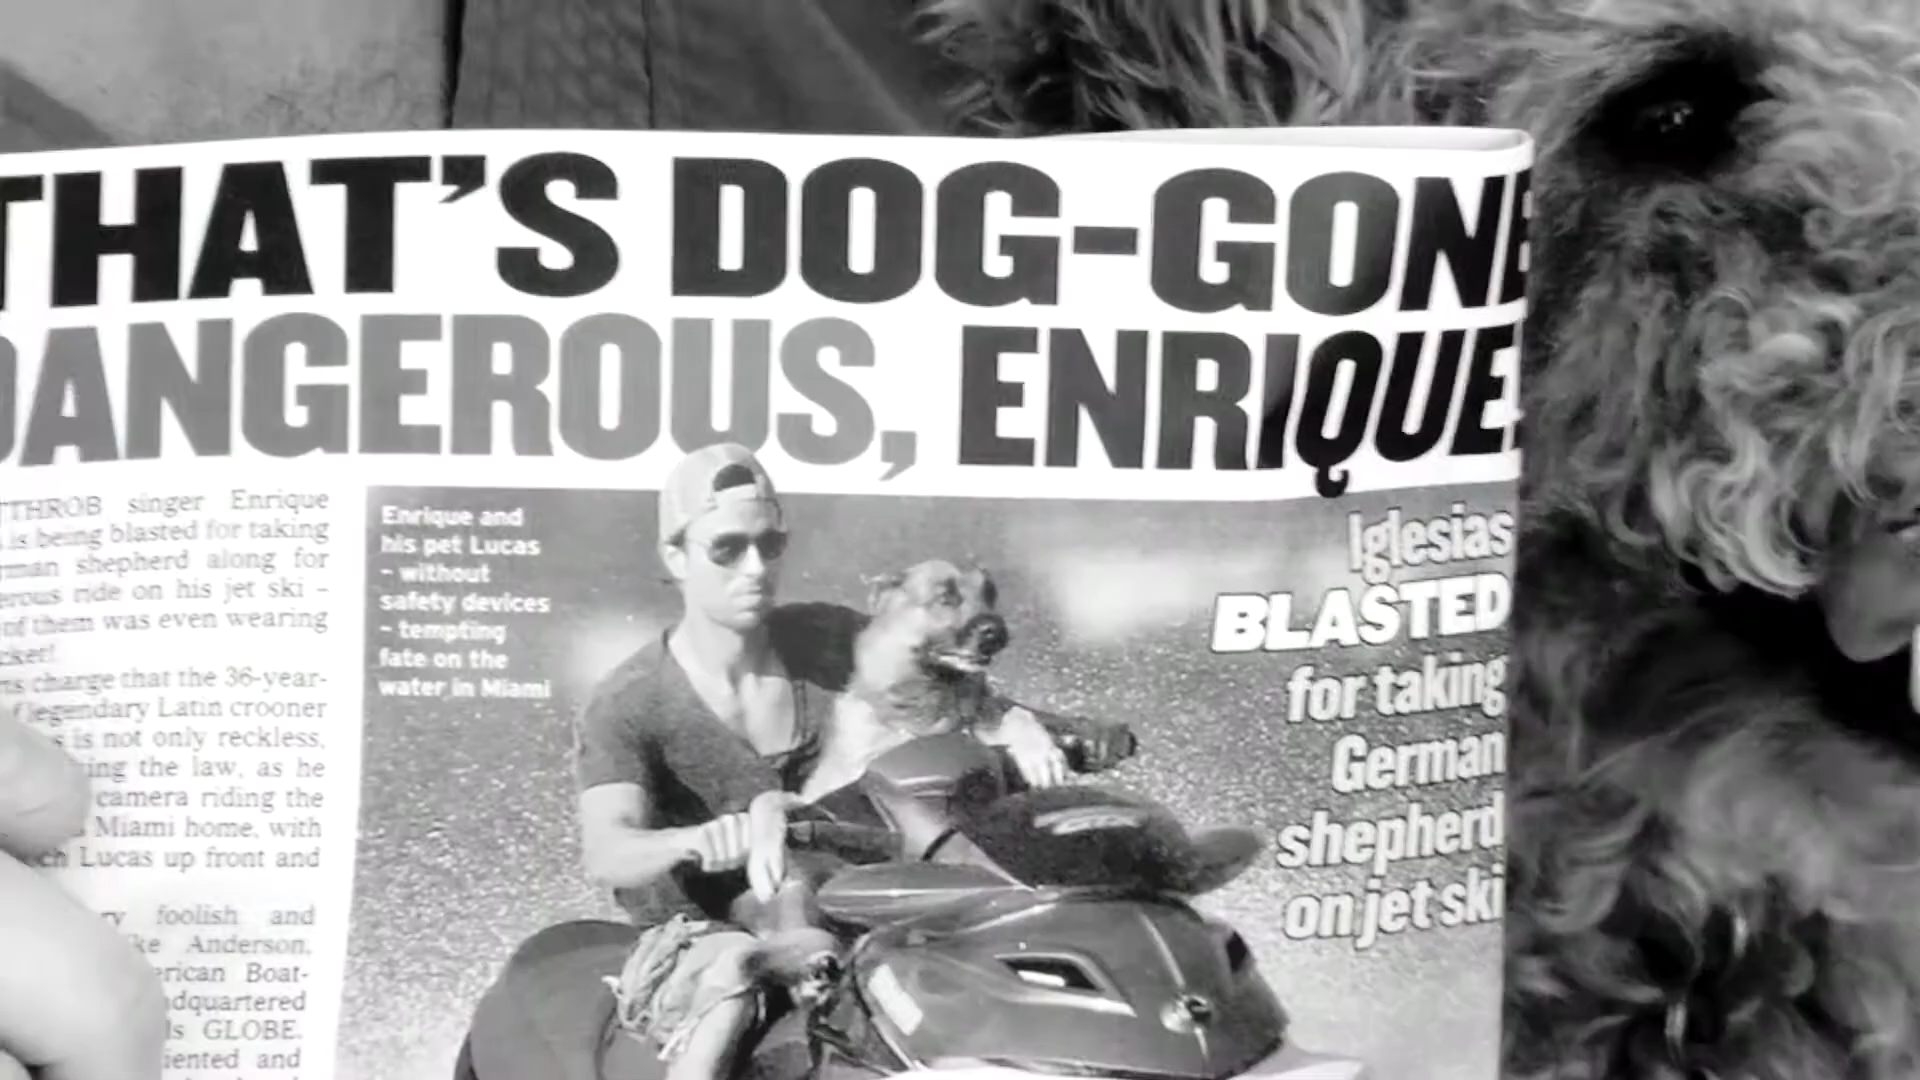 THAT'S DOG-GONE
DANGEROUS, ENRIQUE
singer Enrique
is being blasted for taking
shepherd along for
ride on his jet ski –
of them was even wearing
charge that the 36-year-
legendary Latin crooner
is not only reckless,
the law, as he
camera riding the
Miami home, with
Lucas up front and
foolish and
Anderson,
Boat-
GLOBE.
and
Enrique and
his pet Lucas
– without
safety devices
– tempting
fate on the
water in Miami
Iglesias
BLASTED
for taking
German
shepherd
on jet ski